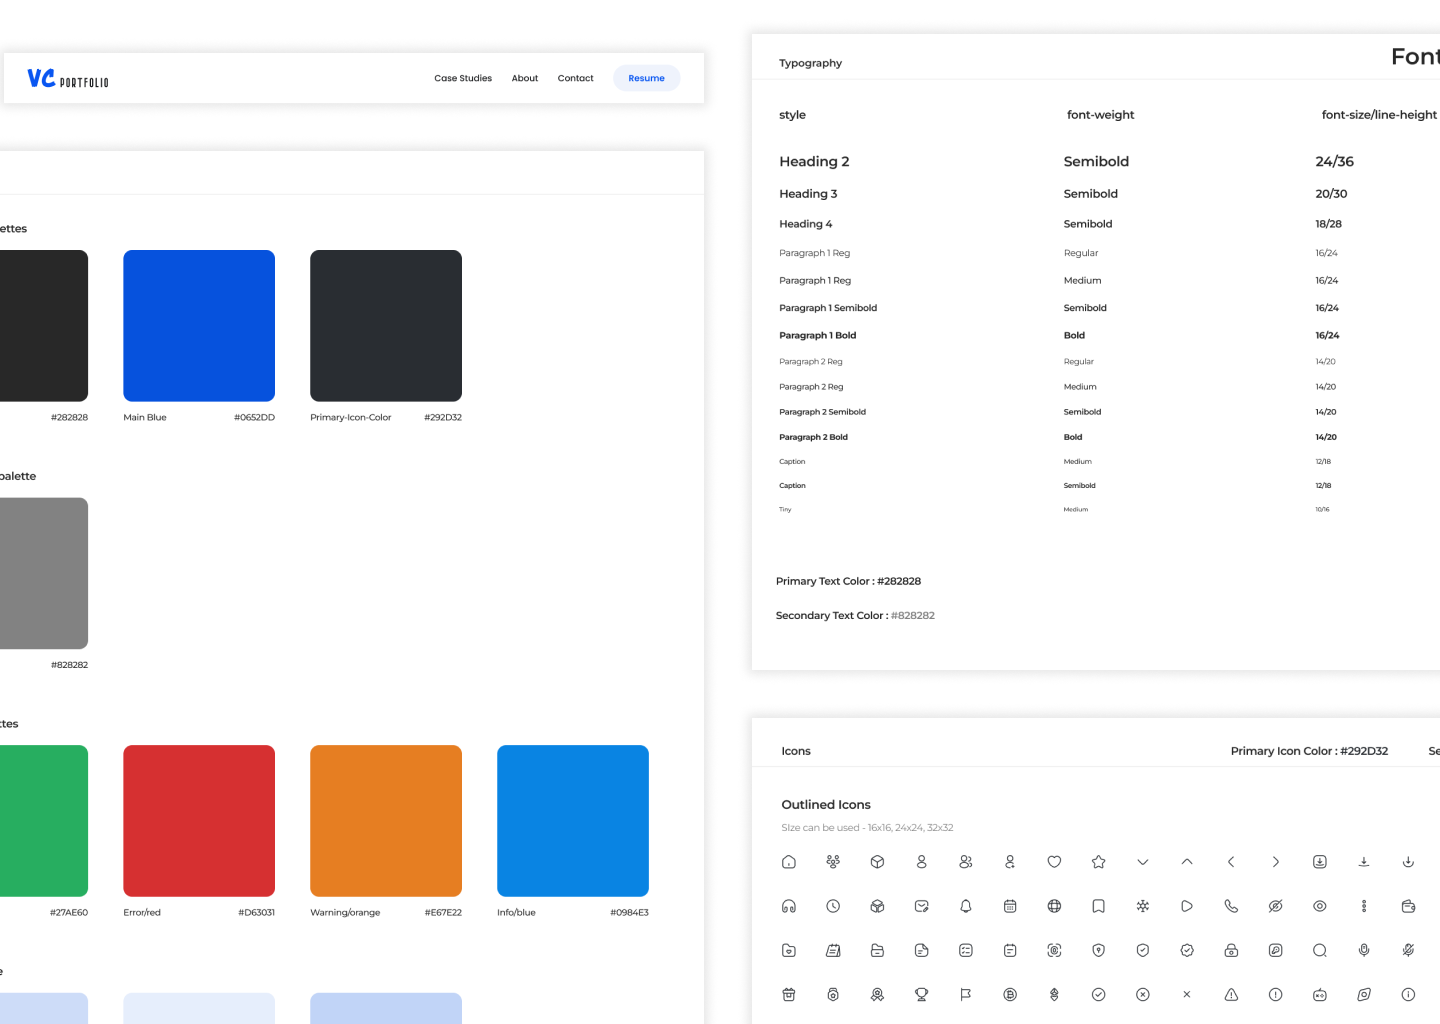 VC PORTFOLIO Case Studies About Contact Resume
ettes
#282828 Main Blue #0652DD Primary-Icon-Color #292D32
palette
#828282
ttes
#27AE60 Error/red #D63031 Warning/orange #E67E22 Info/blue #0984E3
e
Typography Font
style font-weight font-size/line-height
Heading 2 Semibold 24/36
Heading 3 Semibold 20/30
Heading 4 Semibold 18/28
Paragraph 1 Reg Regular 16/24
Paragraph 1 Reg Medium 16/24
Paragraph 1 Semibold Semibold 16/24
Paragraph 1 Bold Bold 16/24
Paragraph 2 Reg Regular 14/20
Paragraph 2 Reg Medium 14/20
Paragraph 2 Semibold Semibold 14/20
Paragraph 2 Bold Bold 14/20
Caption Medium 12/18
Caption Semibold 12/18
Tiny Medium 10/16
Primary Text Color : #282828
Secondary Text Color : #828282
Icons Primary Icon Color : #292D32 Se
Outlined Icons
SIze can be used - 16x16, 24x24, 32x32